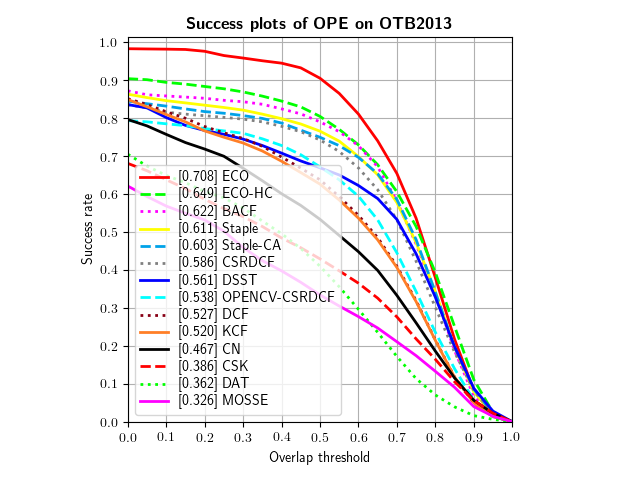 Success plots of OPE on OTB2013
Success rate
1.0
0.9
0.8
0.7
0.6
0.5
0.4
0.3
0.2
0.1
0.0
[0.708] ECO
[0.649] ECO-HC
[0.622] BACF
[0.611] Staple
[0.603] Staple-CA
[0.586] CSRDCF
[0.561] DSST
[0.538] OPENCV-CSRDCF
[0.527] DCF
[0.520] KCF
[0.467] CN
[0.386] CSK
[0.362] DAT
[0.326] MOSSE
0.0 0.1 0.2 0.3 0.4 0.5 0.6 0.7 0.8 0.9 1.0
Overlap threshold